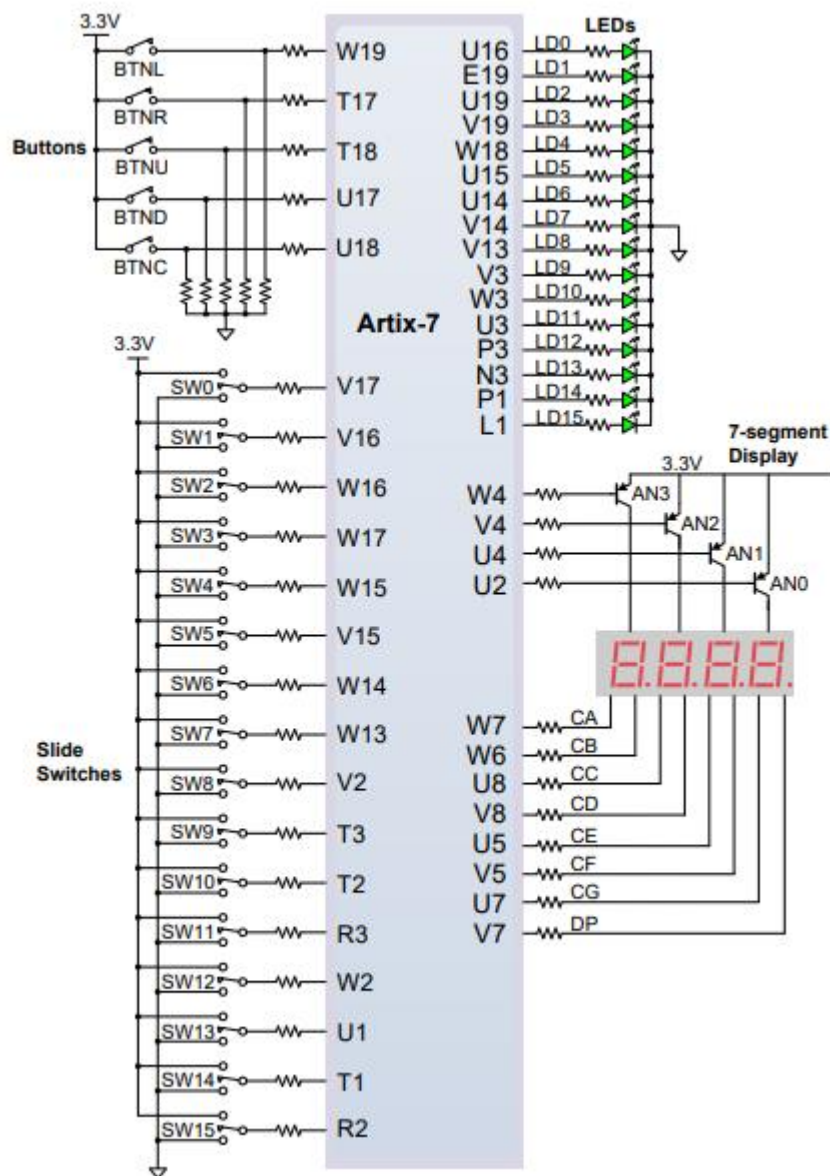 3.3V
BTNL
BTNR
BTNU
BTND
BTNC
Buttons
W19
T17
T18
U17
U18
Artix-7
LEDs
U16 LD0
E19 LD1
U19 LD2
V19 LD3
W18 LD4
U15 LD5
U14 LD6
V14 LD7
V13 LD8
V3 LD9
W3 LD10
U3 LD11
P3 LD12
N3 LD13
P1 LD14
L1 LD15
3.3V
SW0 V17
SW1 V16
SW2 W16
SW3 W17
SW4 W15
SW5 V15
SW6 W14
SW7 W13
SW8 V2
SW9 T3
SW10 T2
SW11 R3
SW12 W2
SW13 U1
SW14 T1
SW15 R2
Slide
Switches
7-segment
Display
3.3V
W4 AN3
V4 AN2
U4 AN1
U2 AN0
8.8.8.8.
W7 CA
W6 CB
U8 CC
V8 CD
U5 CE
V5 CF
U7 CG
V7 DP